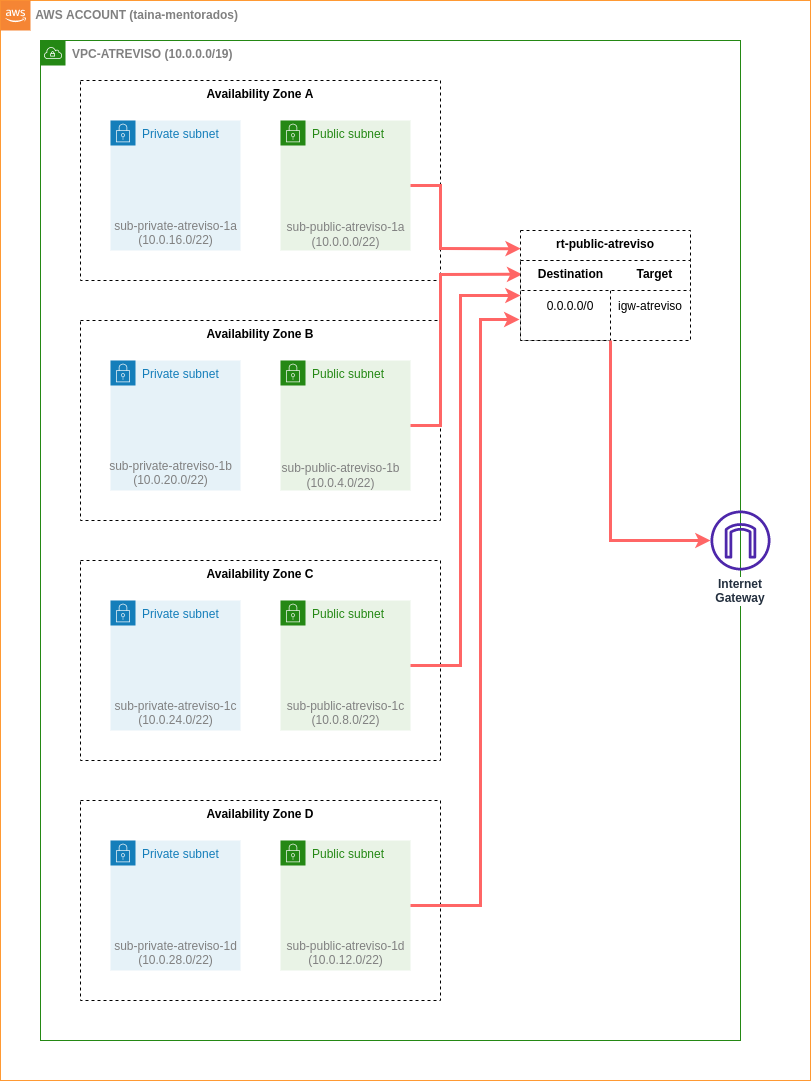 aws
AWS ACCOUNT (taina-mentorados)
VPC-ATREVISO (10.0.0.0/19)
Availability Zone A
Private subnet
sub-private-atreviso-1a
(10.0.16.0/22)
Public subnet
sub-public-atreviso-1a
(10.0.0.0/22)
Availability Zone B
Private subnet
sub-private-atreviso-1b
(10.0.20.0/22)
Public subnet
sub-public-atreviso-1b
(10.0.4.0/22)
Availability Zone C
Private subnet
sub-private-atreviso-1c
(10.0.24.0/22)
Public subnet
sub-public-atreviso-1c
(10.0.8.0/22)
Availability Zone D
Private subnet
sub-private-atreviso-1d
(10.0.28.0/22)
Public subnet
sub-public-atreviso-1d
(10.0.12.0/22)
rt-public-atreviso
Destination Target
0.0.0.0/0 igw-atreviso
Internet
Gateway